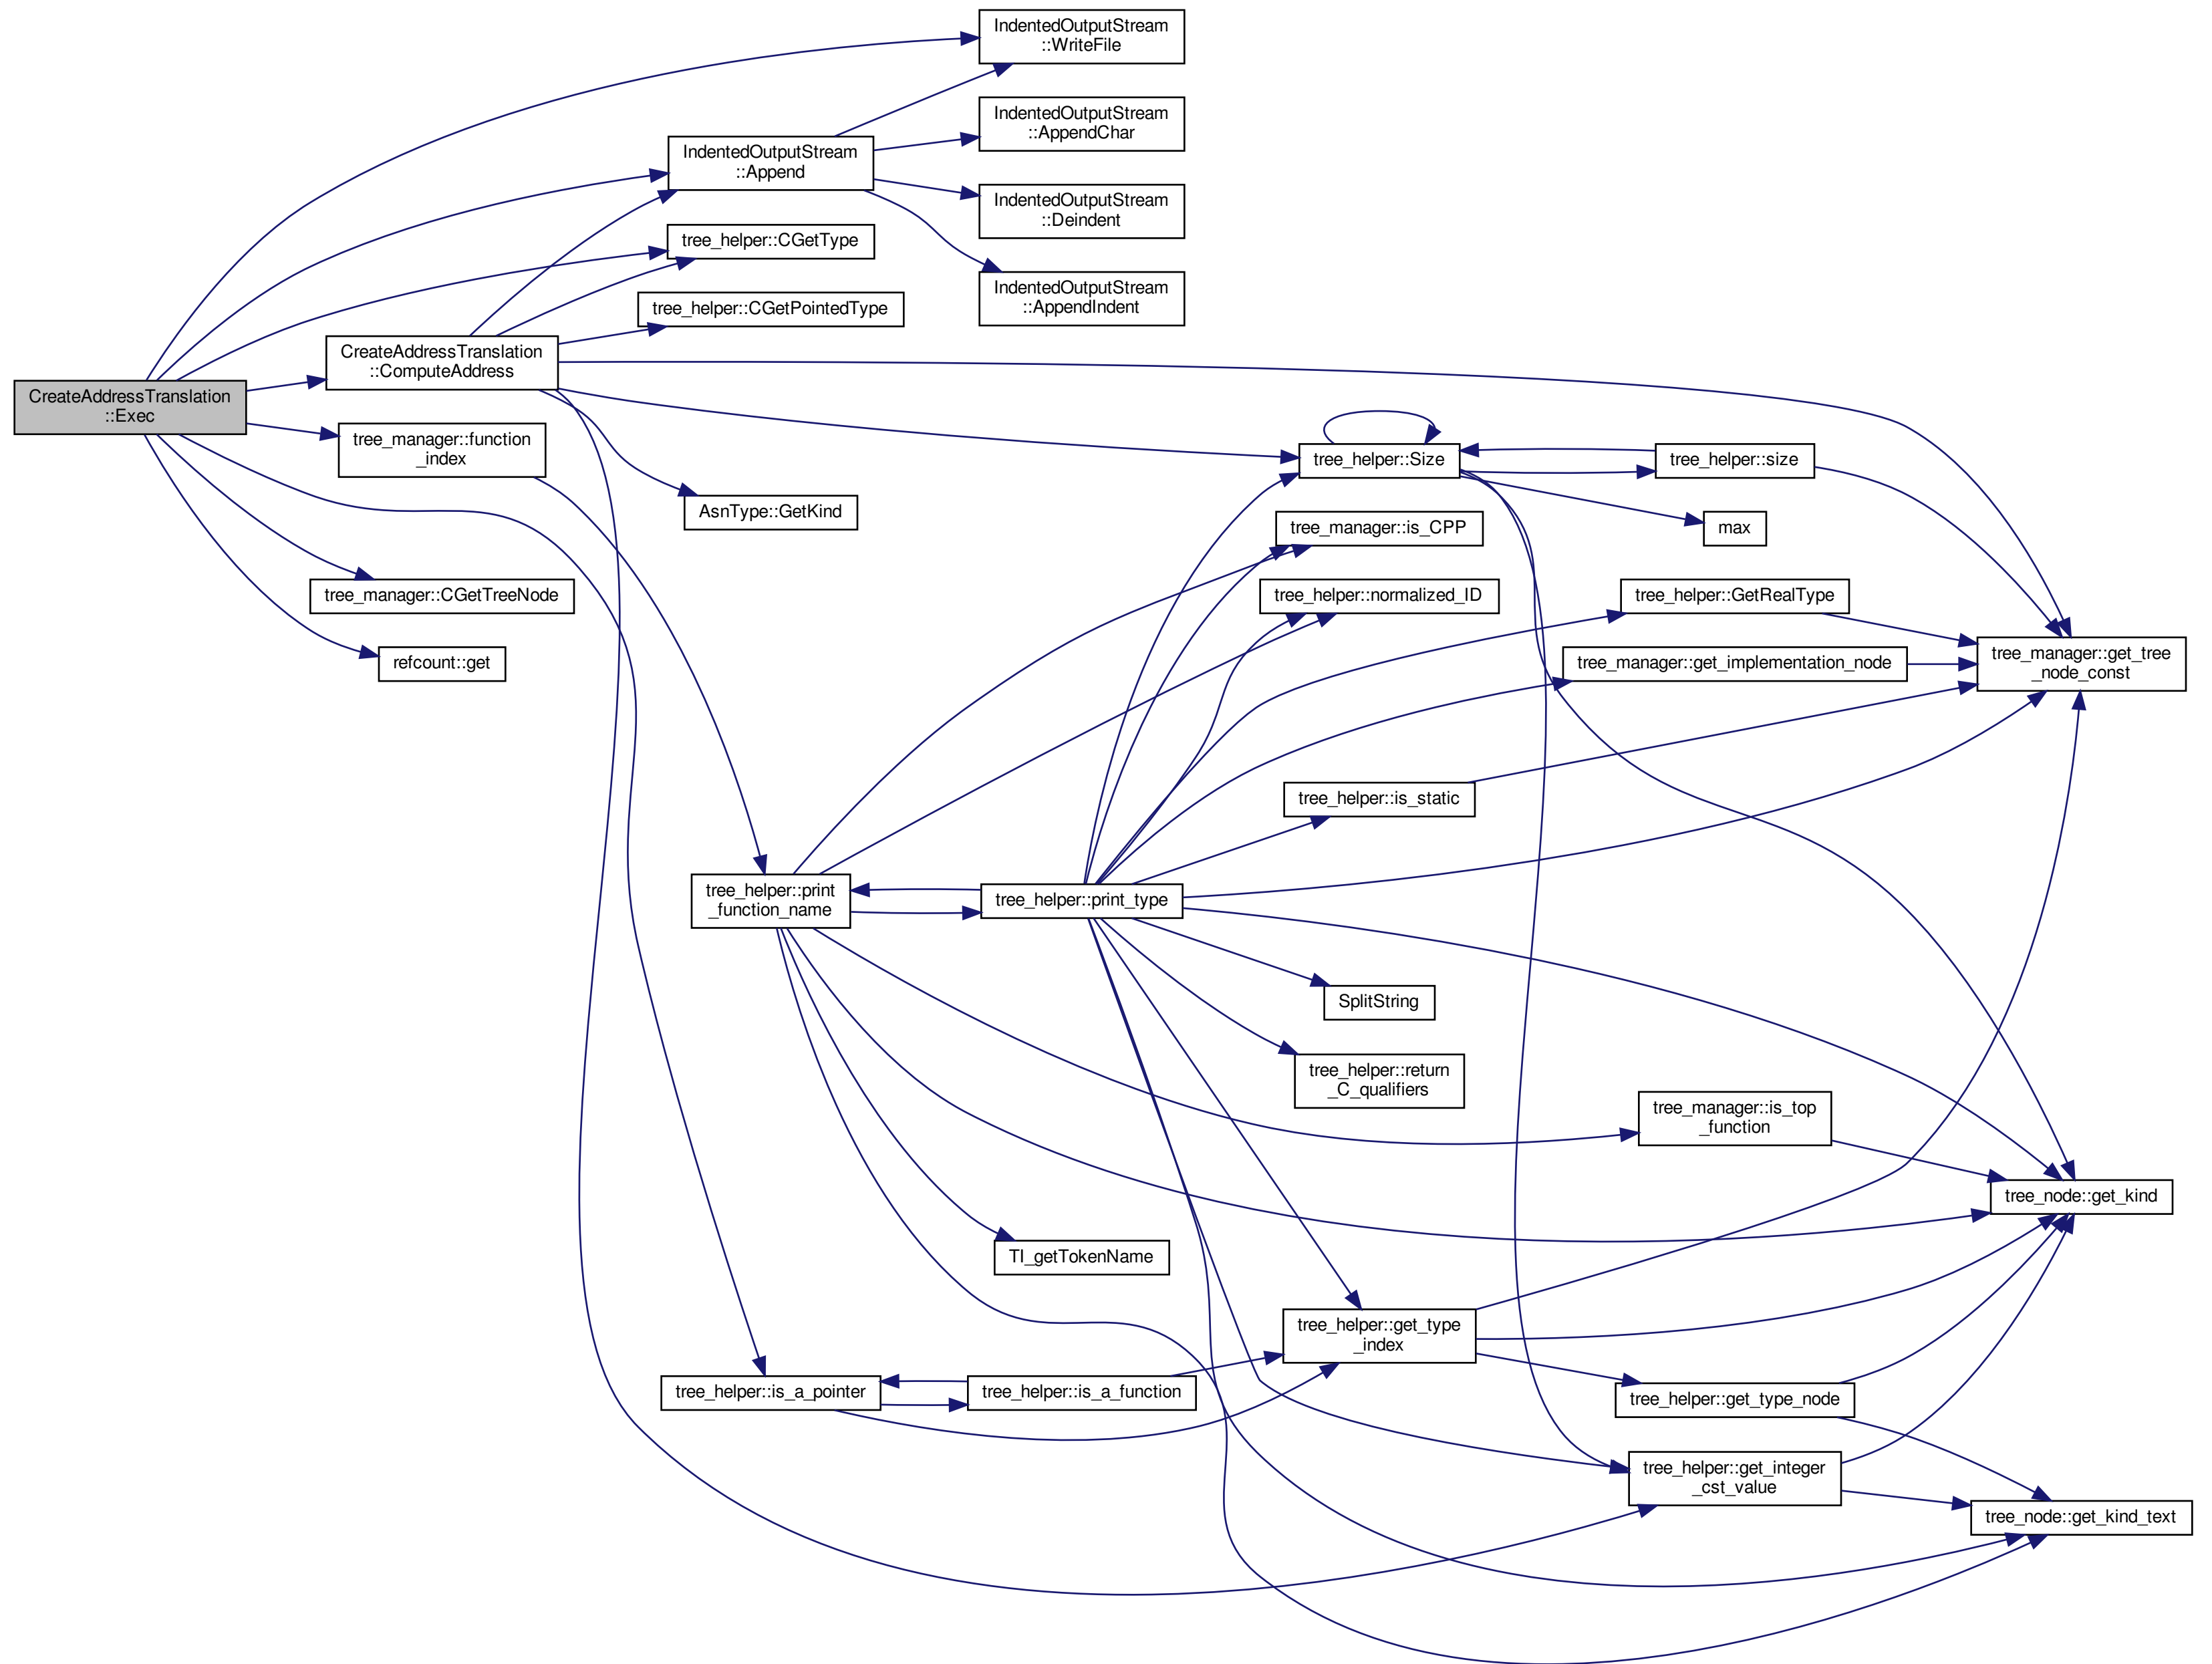 IndentedOutputStream
::WriteFile
IndentedOutputStream
::AppendChar
IndentedOutputStream
::Append
IndentedOutputStream
::Deindent
tree_helper::CGetType
IndentedOutputStream
::AppendIndent
tree_helper::CGetPointedType
CreateAddressTranslation
::ComputeAddress
CreateAddressTranslation
::Exec
tree_manager::function
_index
tree_helper::Size
tree_helper::size
AsnType::GetKind
tree_manager::is_CPP
max
tree_manager::CGetTreeNode
tree_helper::normalized_ID
tree_helper::GetRealType
refcount::get
tree_manager::get_implementation_node
tree_manager::get_tree
_node_const
tree_helper::is_static
tree_helper::print
_function_name
tree_helper::print_type
SplitString
tree_helper::return
_C_qualifiers
tree_manager::is_top
_function
tree_node::get_kind
TI_getTokenName
tree_helper::get_type
_index
tree_helper::is_a_pointer
tree_helper::is_a_function
tree_helper::get_type_node
tree_helper::get_integer
_cst_value
tree_node::get_kind_text